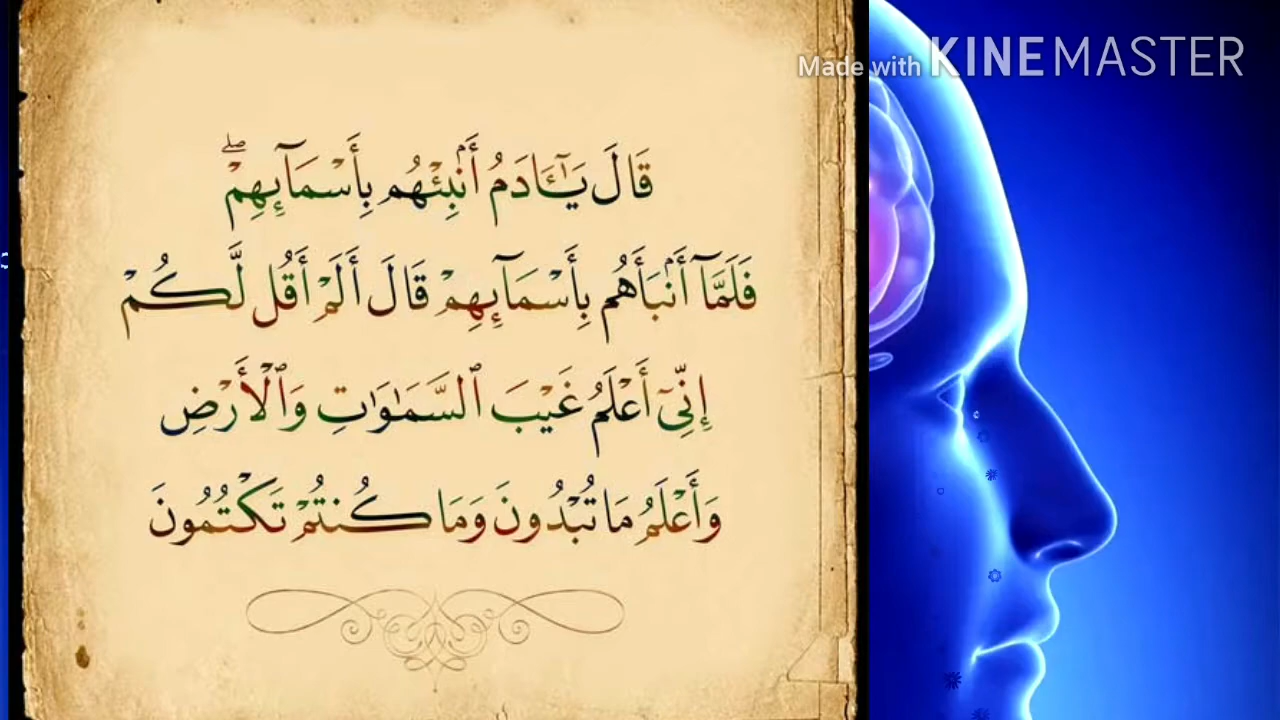 Made with KINEMASTER
قَالَ يَـٰٓـَٔادَمُ أَنۢبِئْهُم بِأَسْمَآئِهِمْ ۖ
فَلَمَّآ أَنۢبَأَهُم بِأَسْمَآئِهِمْ قَالَ أَلَمْ أَقُل لَّكُمْ
إِنِّىٓ أَعْلَمُ غَيْبَ ٱلسَّمَـٰوَٰتِ وَٱلْأَرْضِ
وَأَعْلَمُ مَا تُبْدُونَ وَمَا كُنتُمْ تَكْتُمُونَ